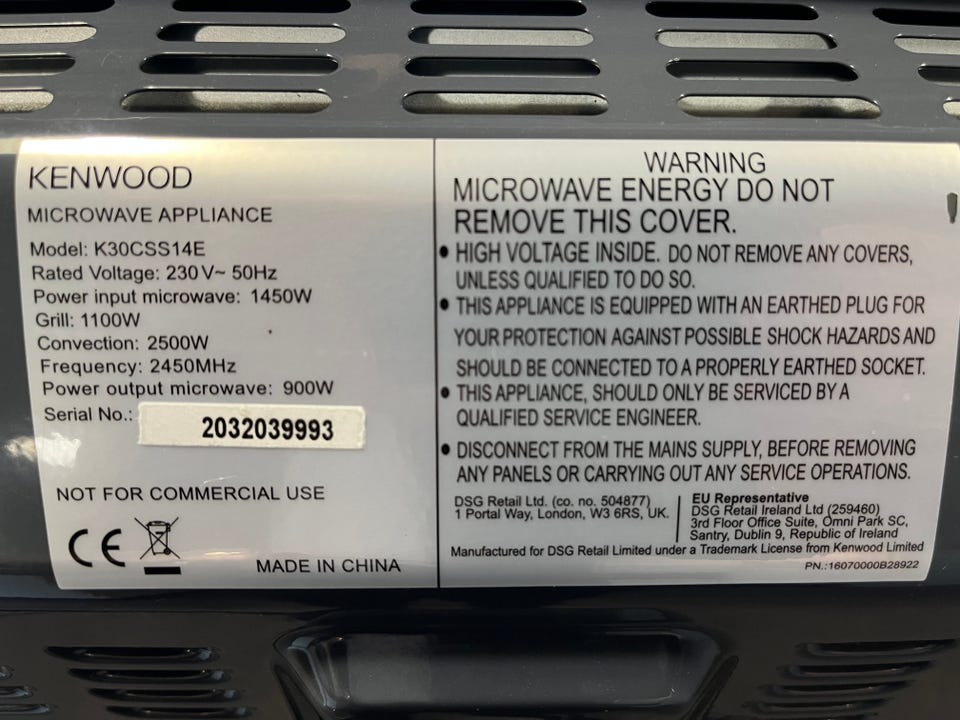 KENWOOD
MICROWAVE APPLIANCE
Model: K30CSS14E
Rated Voltage: 230V~ 50Hz
Power input microwave: 1450W
Grill: 1100W
Convection: 2500W
Frequency: 2450MHz
Power output microwave: 900W
Serial No.: 2032039993
NOT FOR COMMERCIAL USE
CE
MADE IN CHINA
WARNING
MICROWAVE ENERGY DO NOT
REMOVE THIS COVER.
• HIGH VOLTAGE INSIDE. DO NOT REMOVE ANY COVERS,
UNLESS QUALIFIED TO DO SO.
• THIS APPLIANCE IS EQUIPPED WITH AN EARTHED PLUG FOR
YOUR PROTECTION AGAINST POSSIBLE SHOCK HAZARDS AND
SHOULD BE CONNECTED TO A PROPERLY EARTHED SOCKET.
• THIS APPLIANCE, SHOULD ONLY BE SERVICED BY A
QUALIFIED SERVICE ENGINEER.
• DISCONNECT FROM THE MAINS SUPPLY, BEFORE REMOVING
ANY PANELS OR CARRYING OUT ANY SERVICE OPERATIONS.
DSG Retail Ltd. (co. no. 504877)
1 Portal Way, London, W3 6RS, UK.
EU Representative
DSG Retail Ireland Ltd (259460)
3rd Floor Office Suite, Omni Park SC,
Santry, Dublin 9, Republic of Ireland
Manufactured for DSG Retail Limited under a Trademark License from Kenwood Limited
PN.:16070000B28922